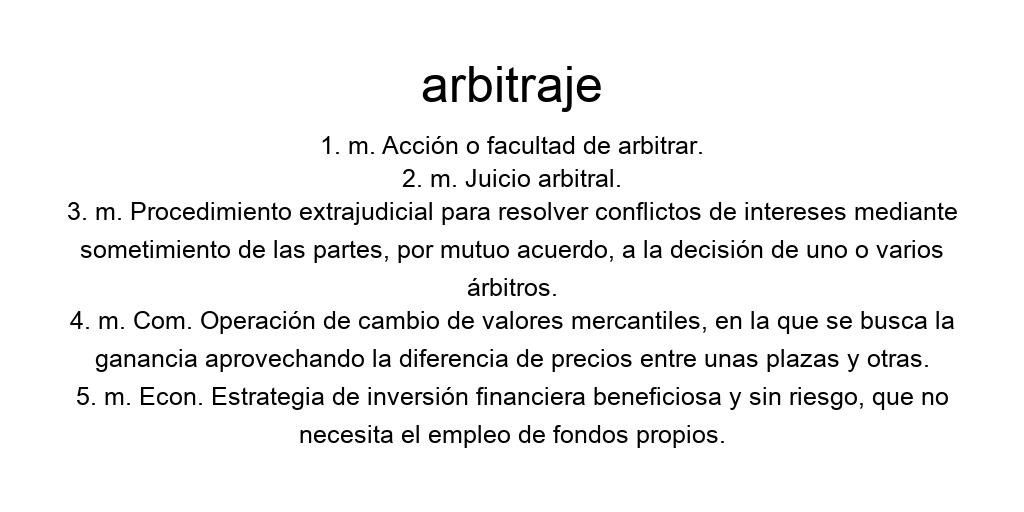 arbitraje
1. m. Acción o facultad de arbitrar.
2. m. Juicio arbitral.
3. m. Procedimiento extrajudicial para resolver conflictos de intereses mediante
sometimiento de las partes, por mutuo acuerdo, a la decisión de uno o varios
árbitros.
4. m. Com. Operación de cambio de valores mercantiles, en la que se busca la
ganancia aprovechando la diferencia de precios entre unas plazas y otras.
5. m. Econ. Estrategia de inversión financiera beneficiosa y sin riesgo, que no
necesita el empleo de fondos propios.